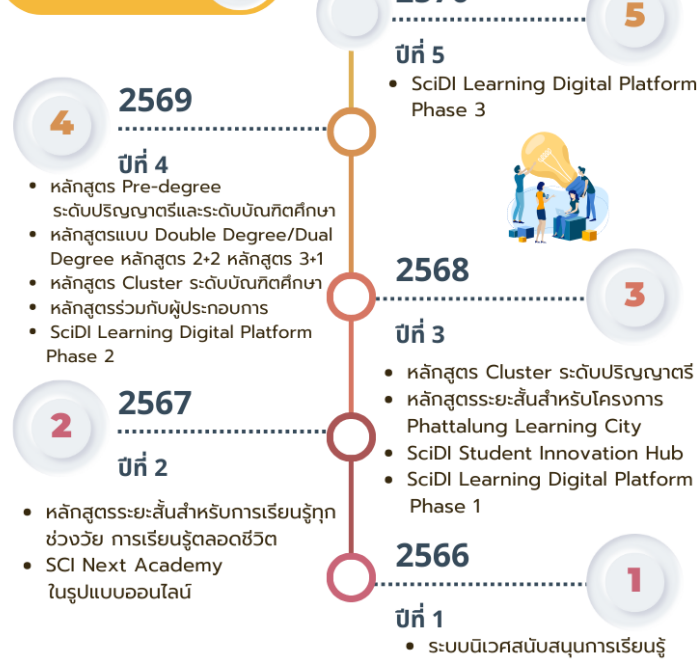 5
ปีที่ 5
• SciDI Learning Digital Platform
Phase 3
4
2569
ปีที่ 4
• หลักสูตร Pre-degree
ระดับปริญญาตรีและระดับบัณฑิตศึกษา
• หลักสูตรแบบ Double Degree/Dual
Degree หลักสูตร 2+2 หลักสูตร 3+1
• หลักสูตร Cluster ระดับบัณฑิตศึกษา
• หลักสูตรร่วมกับผู้ประกอบการ
• SciDI Learning Digital Platform
Phase 2
2568
3
ปีที่ 3
• หลักสูตร Cluster ระดับปริญญาตรี
• หลักสูตรระยะสั้นสำหรับโครงการ
Phattalung Learning City
• SciDI Student Innovation Hub
• SciDI Learning Digital Platform
Phase 1
2
2567
ปีที่ 2
• หลักสูตรระยะสั้นสำหรับการเรียนรู้ทุก
ช่วงวัย การเรียนรู้ตลอดชีวิต
• SCI Next Academy
ในรูปแบบออนไลน์
2566
1
ปีที่ 1
• ระบบนิเวศสนับสนุนการเรียนรู้